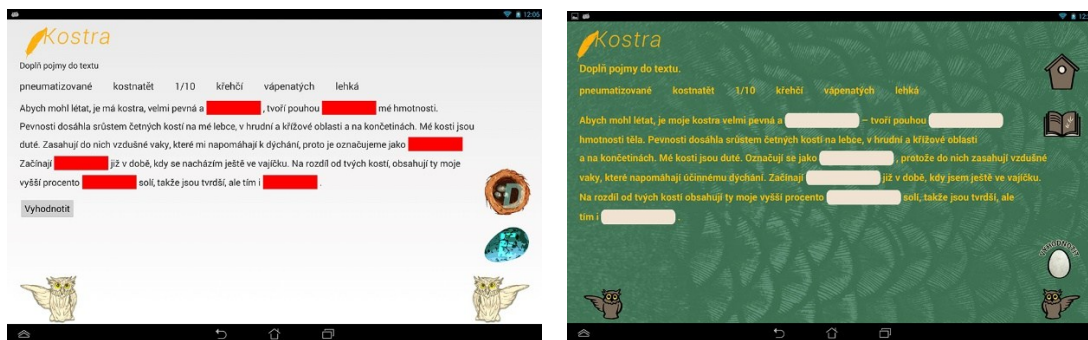 12:05
Kostra
Doplň pojmy do textu
pneumatizované kostnatět 1/10 křehčí vápenatých lehká
Abych mohl létat, je má kostra, velmi pevná a , tvoří pouhou mé hmotnosti.
Pevnosti dosáhla srůstem četných kostí na mé lebce, v hrudní a křížové oblasti a na končetinách. Mé kosti jsou
duté. Zasahují do nich vzdušné vaky, které mi napomáhají k dýchání, proto je označujeme jako
Začínají již v době, kdy se nacházím ještě ve vajíčku. Na rozdíl od tvých kostí, obsahují ty moje
vyšší procento solí, takže jsou tvrdší, ale tím i .
Vyhodnotit
D
12:
Kostra
Doplň pojmy do textu.
pneumatizované kostnatět 1/10 křehčí vápenatých lehká
Abych mohl létat, je moje kostra velmi pevná a – tvoří pouhou
hmotnosti těla. Pevnosti dosáhla srůstem četných kostí na lebce, v hrudní a křížové oblasti
a na končetinách. Mé kosti jsou duté. Označují se jako , protože do nich zasahují vzdušné
vaky, které napomáhají účinnému dýchání. Začínají již v době, kdy jsem ještě ve vajíčku.
Na rozdíl od tvých kostí obsahují ty moje vyšší procento solí, takže jsou tvrdší, ale
tím i .
VYHODNOTIT